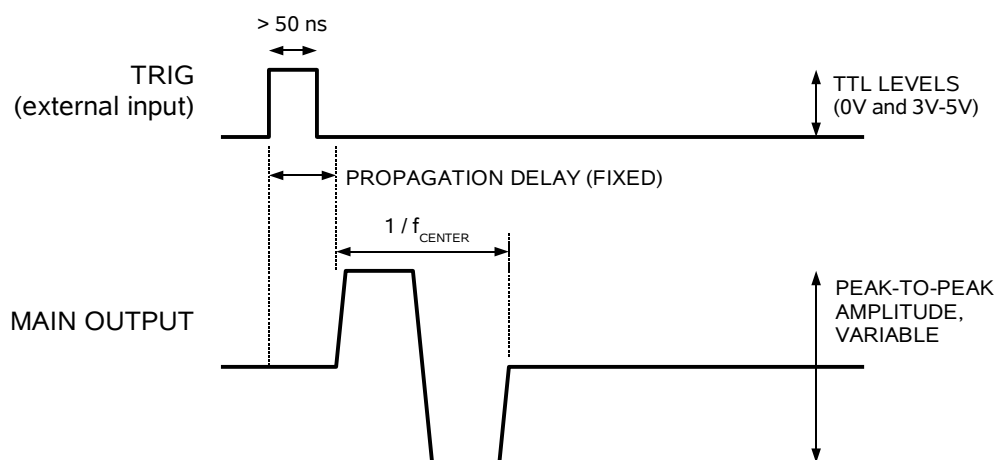 > 50 ns
TRIG
(external input)
TTL LEVELS
(0V and 3V-5V)
PROPAGATION DELAY (FIXED)
1 / fCENTER
MAIN OUTPUT
PEAK-TO-PEAK
AMPLITUDE,
VARIABLE